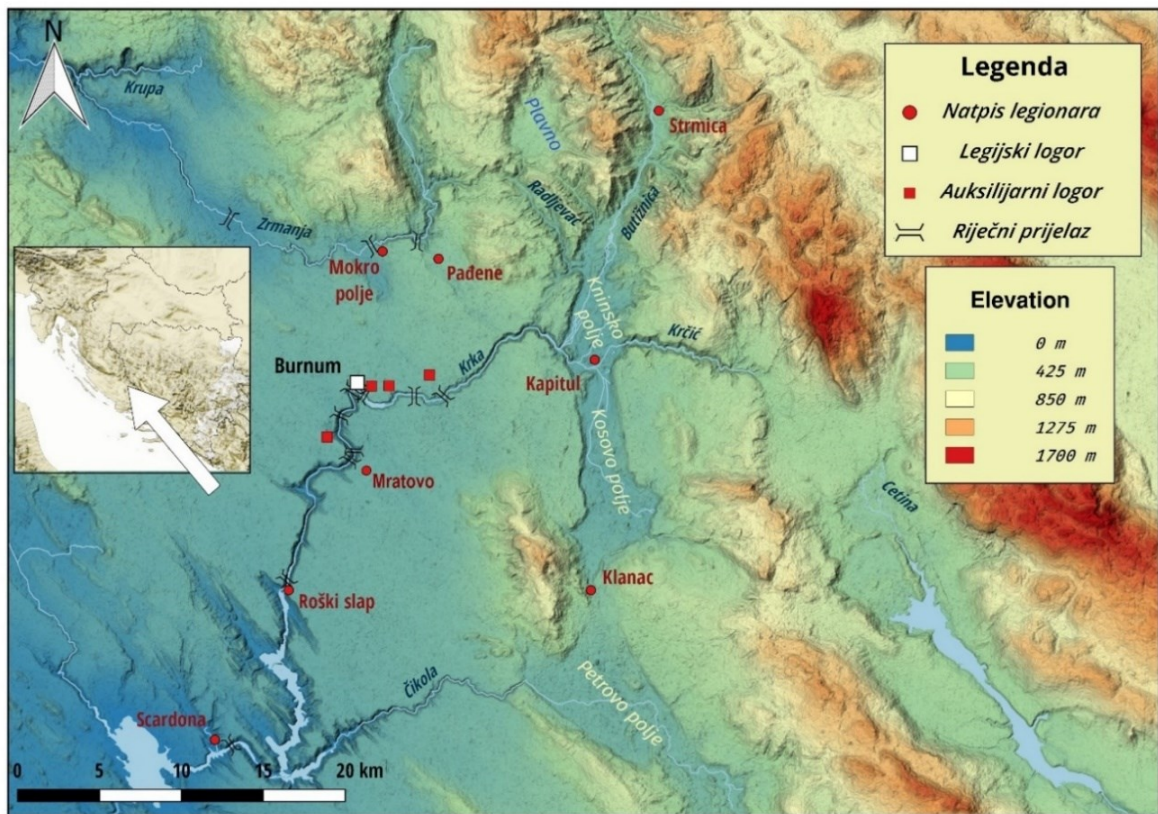 N
Krupa
Zrmanja
Mokro
polje
Pađene
Plavno
Radljevac
Butižnica
Strmica
Legenda
Natpis legionara
Legijski logor
Auksilijarni logor
Riječni prijelaz
Elevation
0 m
425 m
850 m
1275 m
1700 m
Burnum
Krka
Kninsko
polje
Krčić
Kapitul
Kosovo polje
Mratovo
Cetina
Roški slap
Klanac
Čikola
Petrovo polje
Scardona
0 5 10 15 20 km